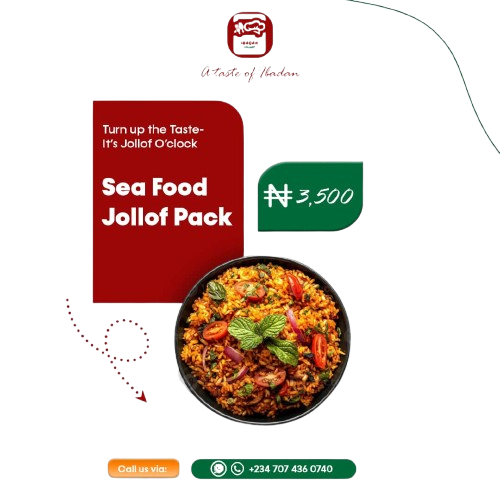 IBADAN
A taste of Ibadan
Turn up the Taste-
It's Jollof O'clock
Sea Food
Jollof Pack
₦3,500
Call us via:
+234 707 436 0740